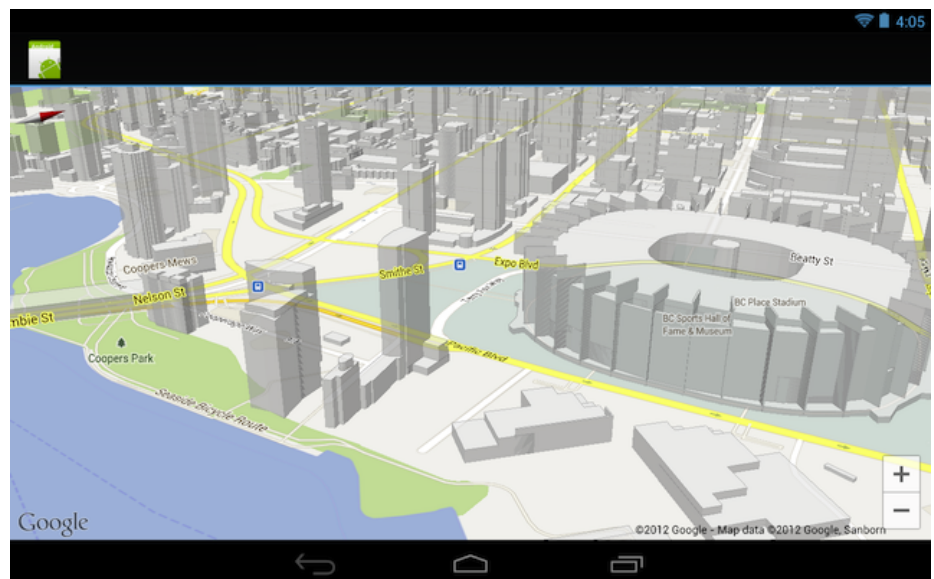 4:05
Coopers Mews
Smithe St
Expo Blvd
Beatty St
Nelson St
mbie St
BC Place Stadium
BC Sports Hall of
Fame & Museum
Pacific Blvd
Coopers Park
Seaside Bicycle Route
Google
+
−
©2012 Google - Map data ©2012 Google, Sanborn